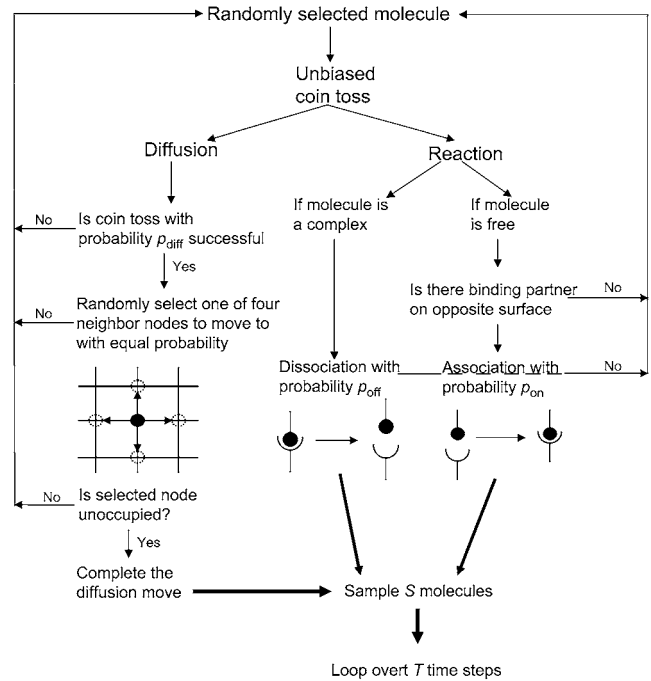 Randomly selected molecule
Unbiased
coin toss
Diffusion
Reaction
No
Is coin toss with
probability pdiff successful
Yes
If molecule is
a complex
If molecule
is free
No
Randomly select one of four
neighbor nodes to move to
with equal probability
Is there binding partner
on opposite surface
No
Dissociation with
probability poff
Association with
probability pon
No
No
Is selected node
unoccupied?
Yes
Complete the
diffusion move
Sample S molecules
Loop overt T time steps